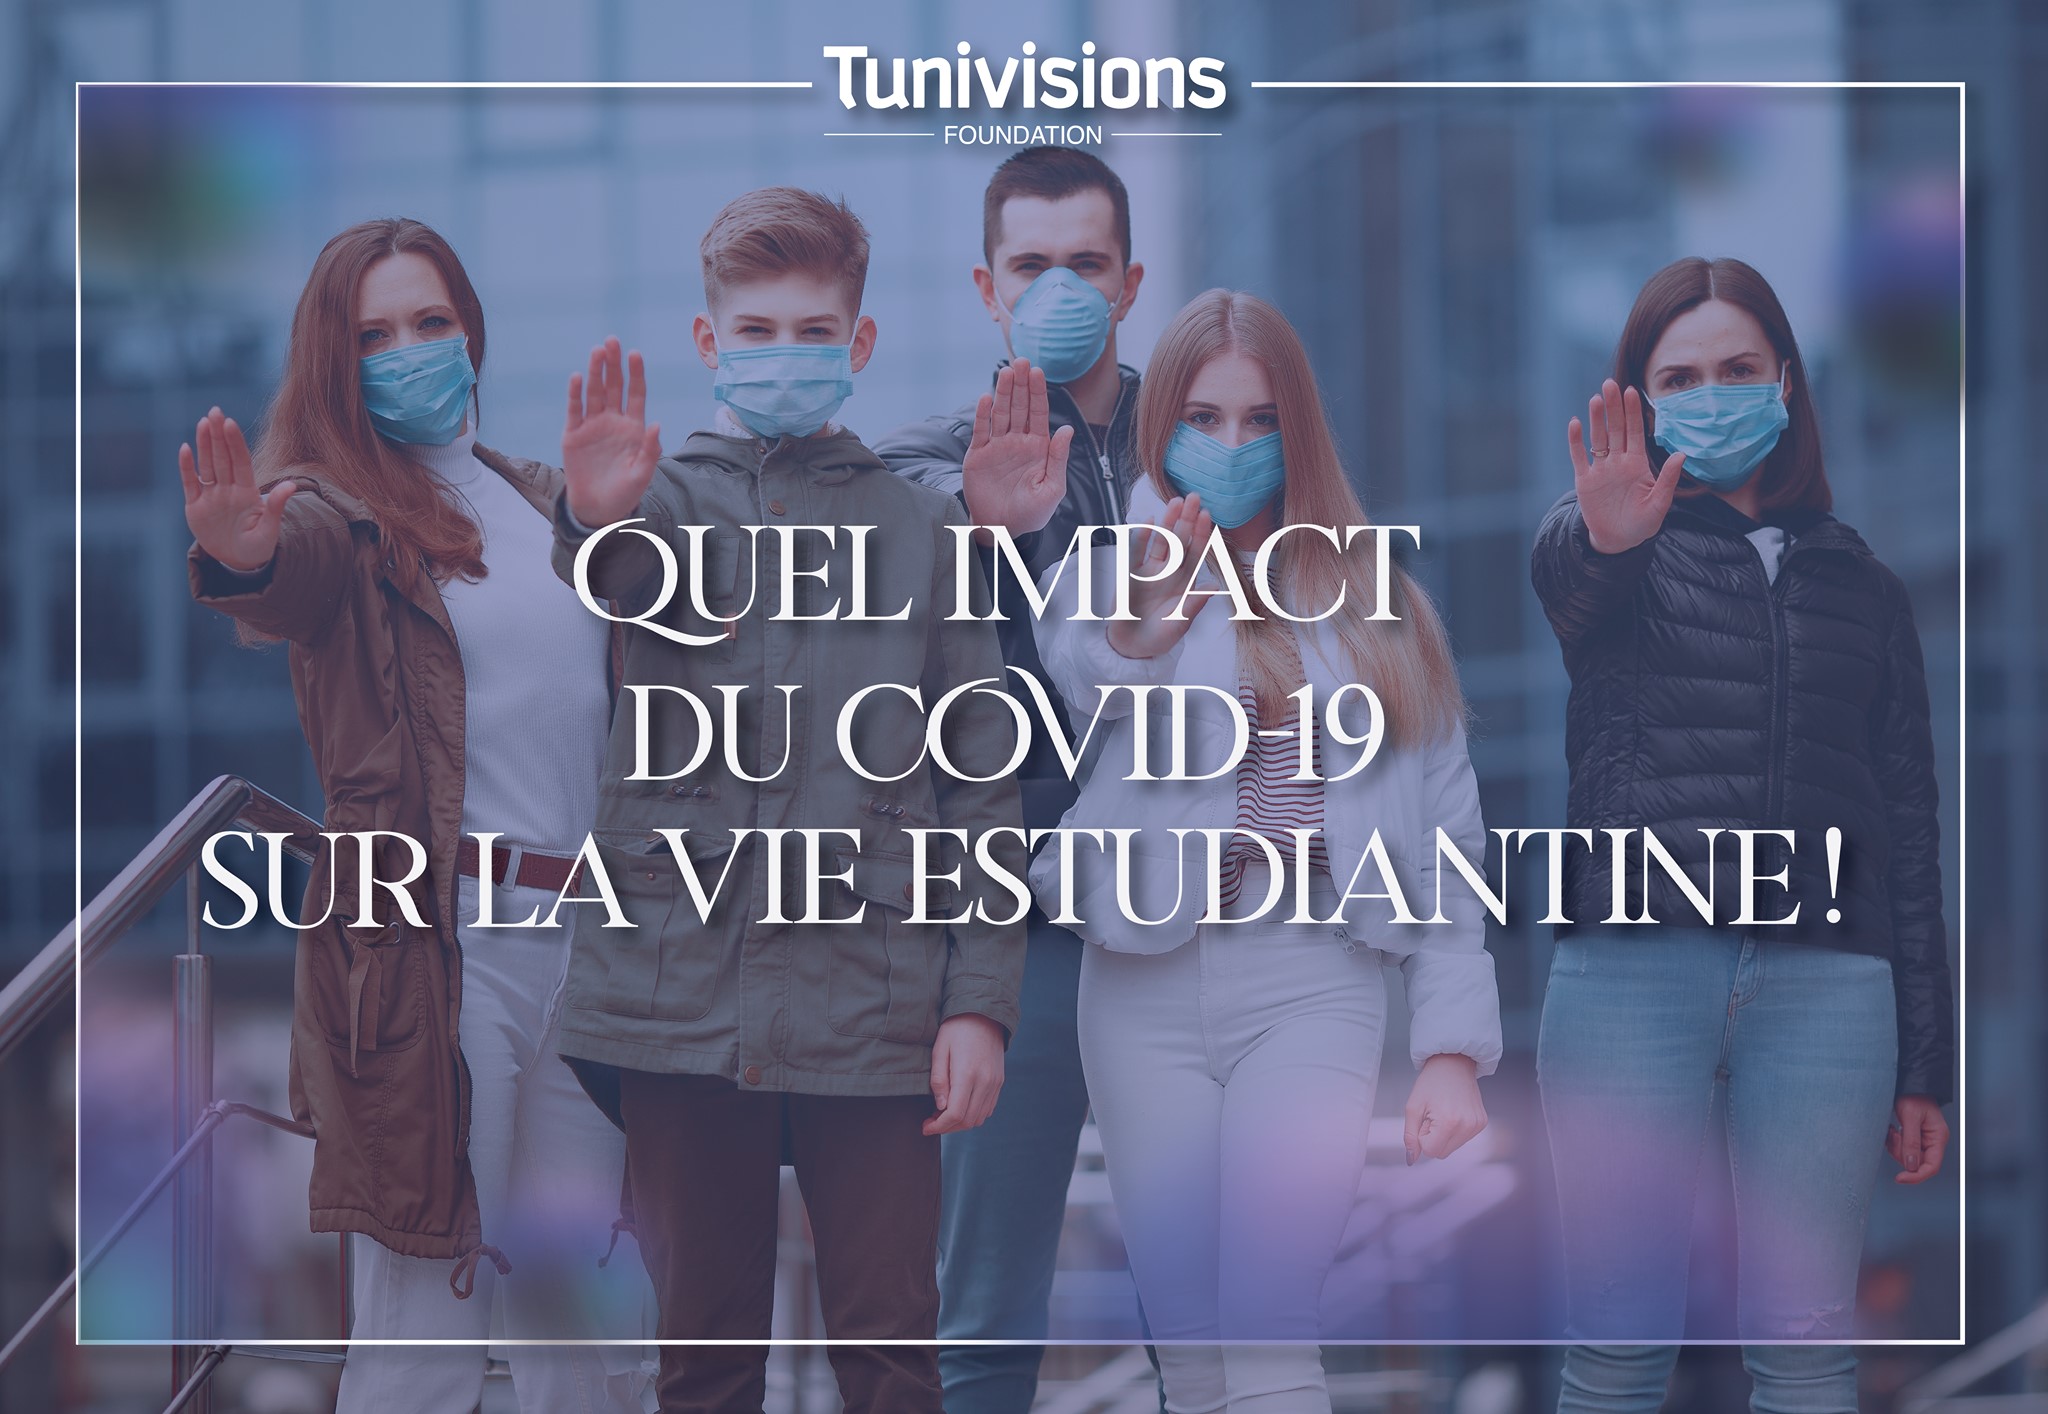 Tunivisions
FOUNDATION
QUEL IMPACT
DU COVID-19
SUR LA VIE ESTUDIANTINE !